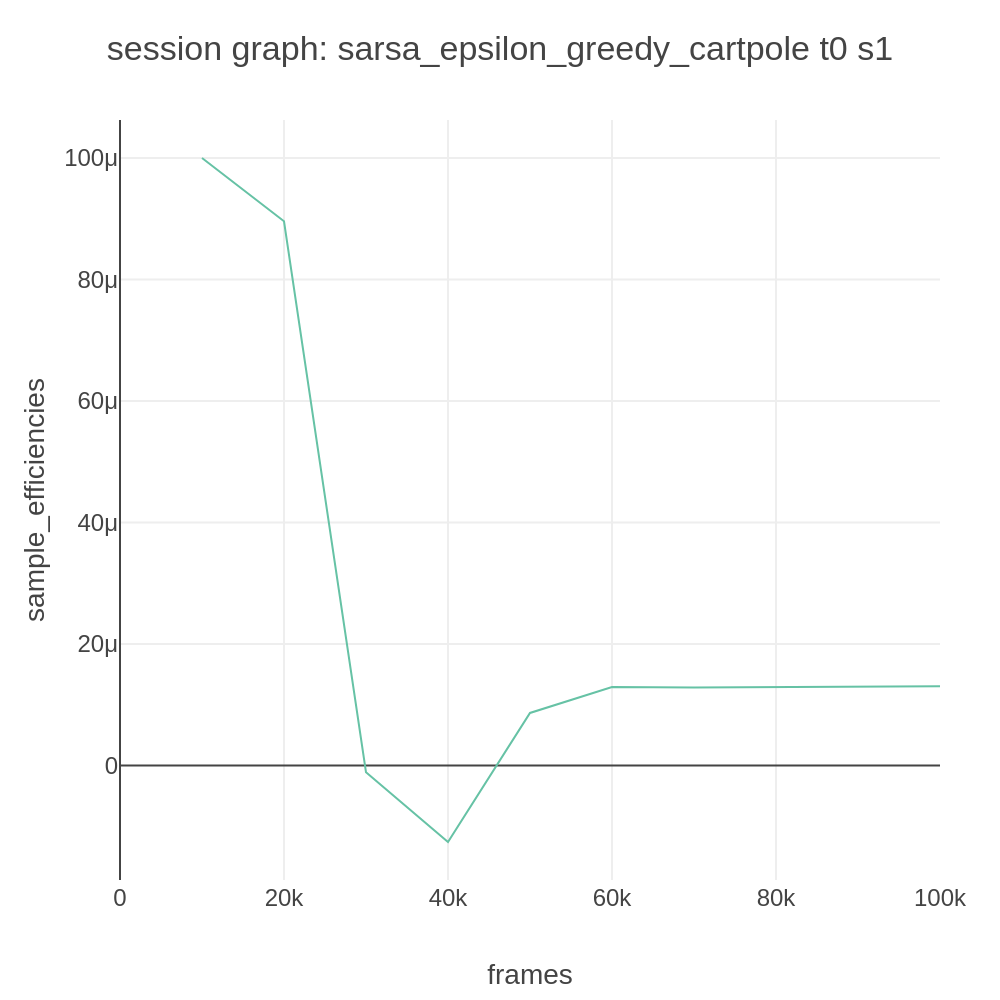 session graph: sarsa_epsilon_greedy_cartpole t0 s1
100μ
80μ
60μ
40μ
20μ
0
sample_efficiencies
0 20k 40k 60k 80k 100k
frames